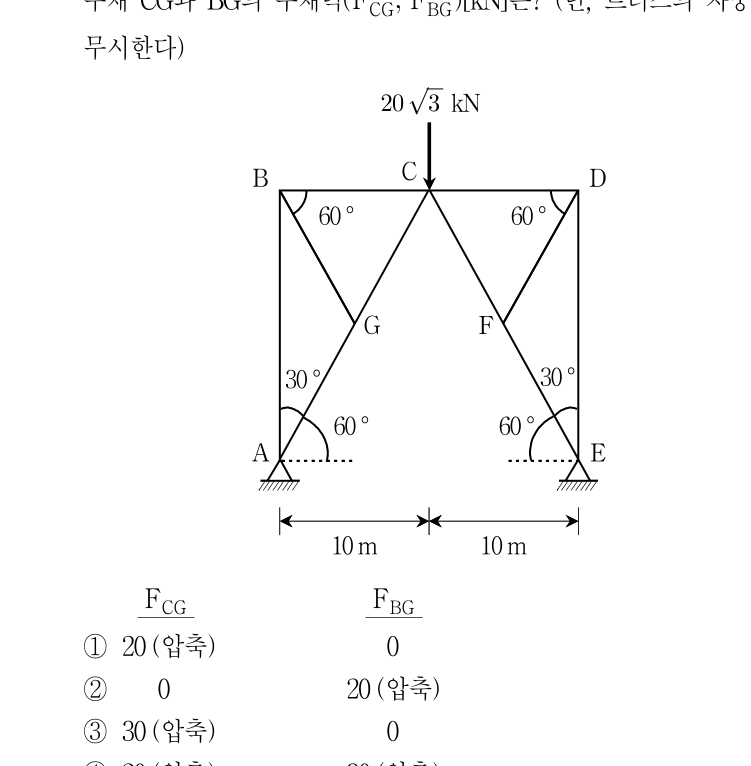 부재 CG와 BG의 부재력(F_CG, F_BG)[kN]은? (단, 트러스의 자중
무시한다)
20√3 kN
B C D
60° 60°
G F
30° 30°
60° 60°
A E
10 m 10 m
F_CG F_BG
① 20 (압축) 0
② 0 20 (압축)
③ 30 (압축) 0